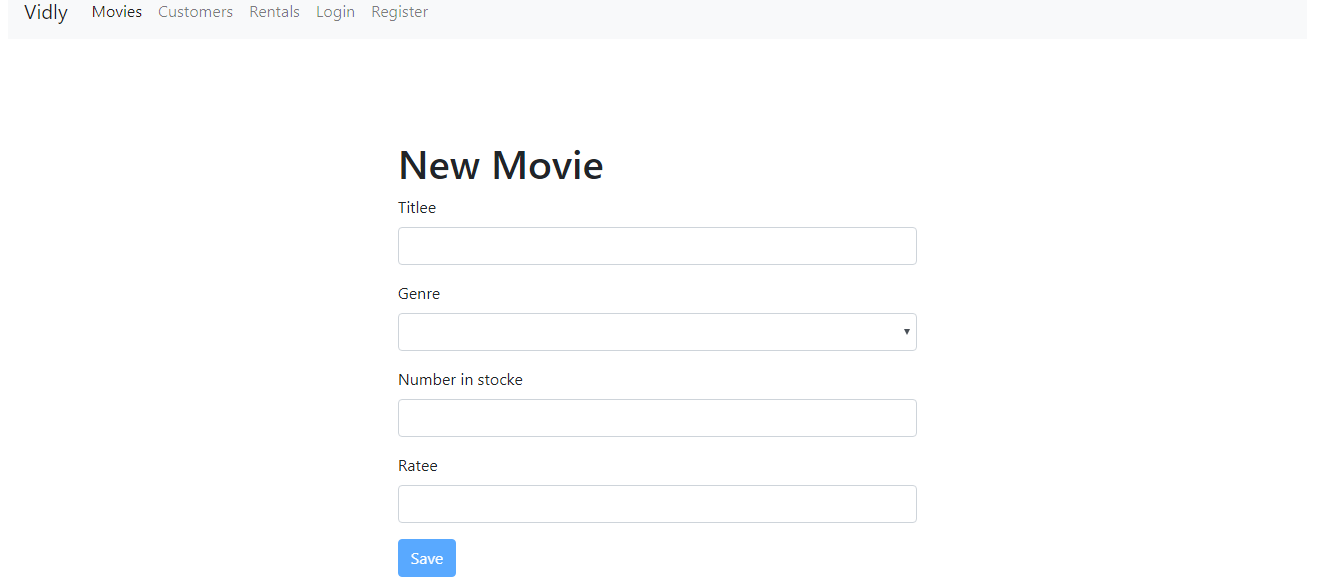 Vidly Movies Customers Rentals Login Register
New Movie
Titlee
Genre
Number in stocke
Ratee
Save